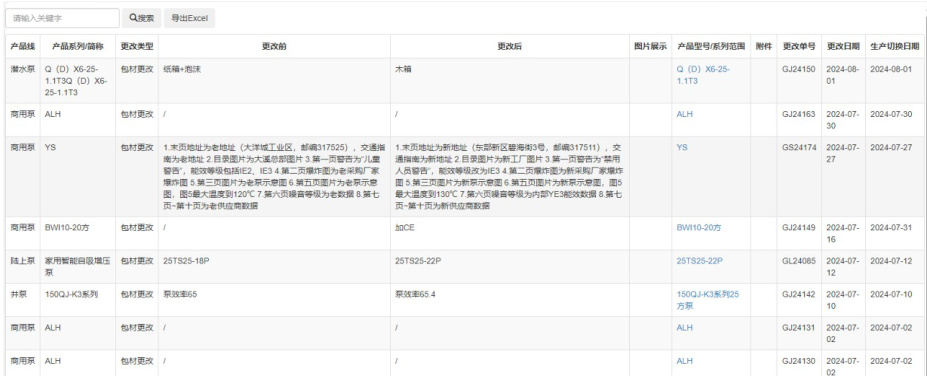 请输入关键字
搜索
导出Excel
产品线 产品系列/简称 更改类型 更改前 更改后 图片展示 产品型号/系列范围 附件 更改单号 更改日期 生产切换日期
潜水泵 Q（D）X6-25- 包材更改 纸箱+泡沫 木箱 Q（D）X6-25- GJ24150 2024-08- 2024-08-01
1.1T3Q（D）X6- 1.1T3 01
25-1.1T3
商用泵 ALH 包材更改 / / ALH GJ24163 2024-07- 2024-07-30
30
商用泵 YS 包材更改 1.末页地址为老地址（大洋城工业区，邮编317525），交通指 1.末页地址为新地址（东部新区碧海街3号，邮编317511），交 YS GS24174 2024-07- 2024-07-27
南为老地址 2.目录图片为大溪总部图片 3.第一页警告为“儿童 通指南为新地址 2.目录图片为新工厂图片 3.第一页警告为“禁用 27
警告”，能效等级包括IE2，IE3 4.第二页爆炸图为老采购厂家 人员警告”，能效等级改为IE3 4.第二页爆炸图为新采购厂家爆炸
爆炸图 5.第三页图片为老泵示意图 6.第五页图片为老泵示意 图 5.第三页图片为新泵示意图 6.第五页图片为新泵示意图，图5
图，图5最大温度到120℃ 7.第六页噪音等级为老数据 8.第七 最大温度到130℃ 7.第六页噪音等级为内部YE3能效数据 8.第七
页~第十页为老供应商数据 页~第十页为新供应商数据
商用泵 BWI10-20方 包材更改 / 加CE BWI10-20方 GJ24149 2024-07- 2024-07-31
16
陆上泵 家用智能自吸增压 包材更改 25TS25-18P 25TS25-22P 25TS25-22P GL24085 2024-07- 2024-07-12
泵 12
井泵 150QJ-K3系列 包材更改 泵效率65 泵效率65.4 150QJ-K3系列25 GJ24142 2024-07- 2024-07-10
方泵 10
商用泵 ALH 包材更改 / / ALH GJ24131 2024-07- 2024-07-02
02
商用泵 ALH 包材更改 / / ALH GJ24130 2024-07- 2024-07-02
02